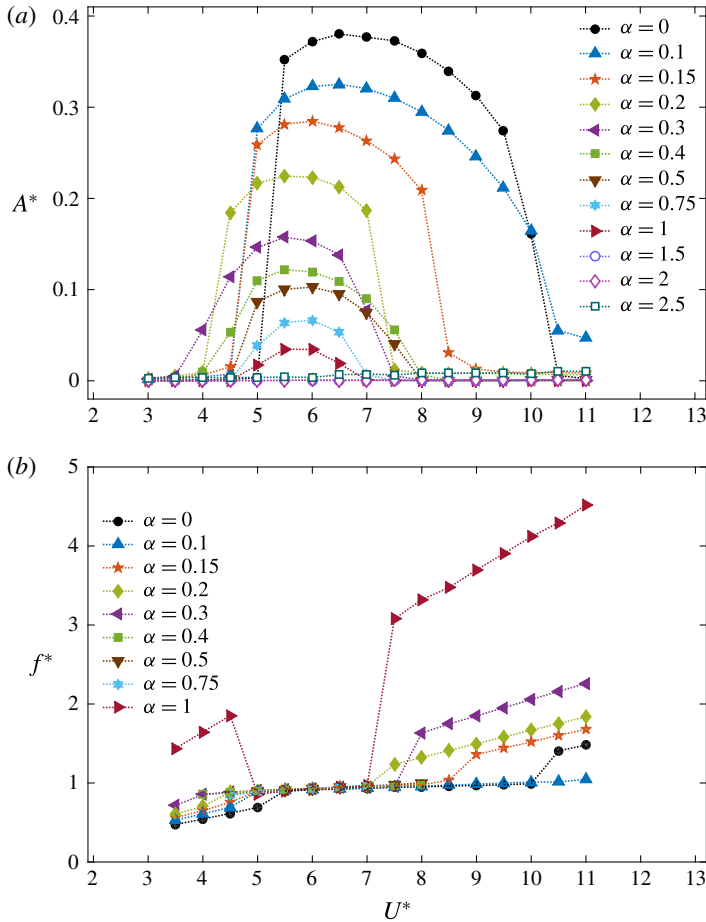 (a)
0.4
0.3
0.2
0.1
0
A*
α = 0
α = 0.1
α = 0.15
α = 0.2
α = 0.3
α = 0.4
α = 0.5
α = 0.75
α = 1
α = 1.5
α = 2
α = 2.5
2 3 4 5 6 7 8 9 10 11 12 13
(b)
5
4
3
2
1
0
f*
α = 0
α = 0.1
α = 0.15
α = 0.2
α = 0.3
α = 0.4
α = 0.5
α = 0.75
α = 1
2 3 4 5 6 7 8 9 10 11 12 13
U*